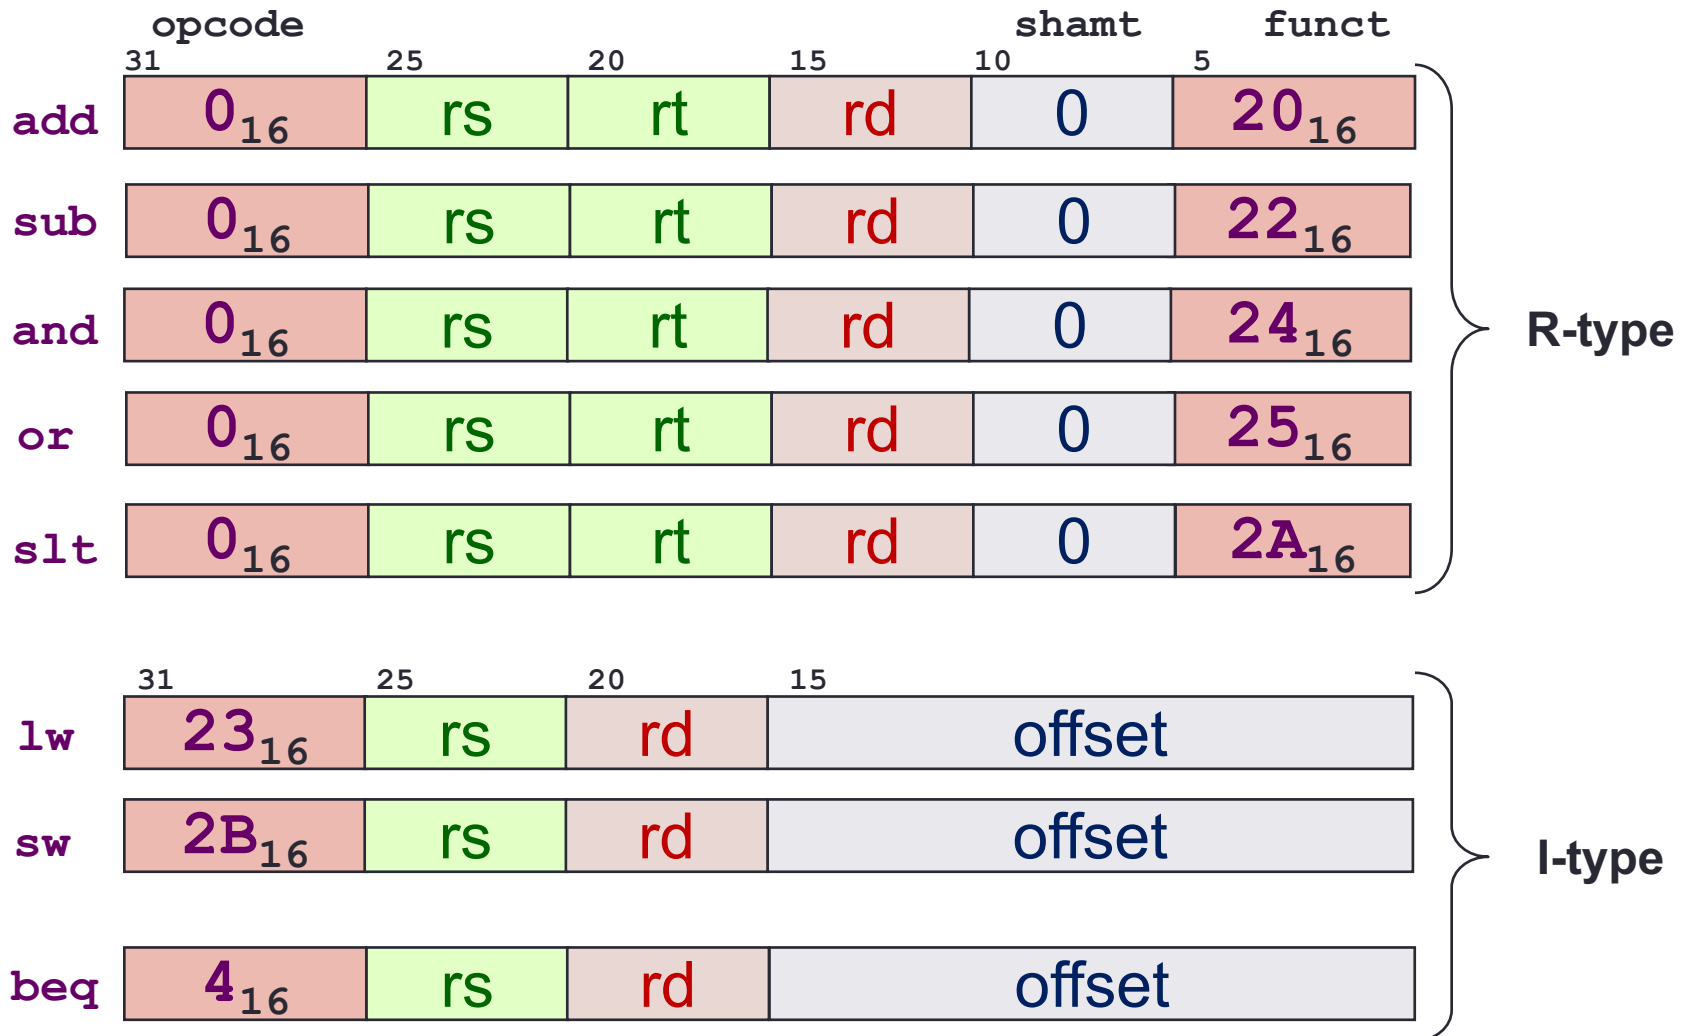 opcode shamt funct
31 25 20 15 10 5
add 0₁₆ rs rt rd 0 20₁₆
sub 0₁₆ rs rt rd 0 22₁₆
and 0₁₆ rs rt rd 0 24₁₆
R-type
or 0₁₆ rs rt rd 0 25₁₆
slt 0₁₆ rs rt rd 0 2A₁₆
31 25 20 15
lw 23₁₆ rs rd offset
sw 2B₁₆ rs rd offset
I-type
beq 4₁₆ rs rd offset